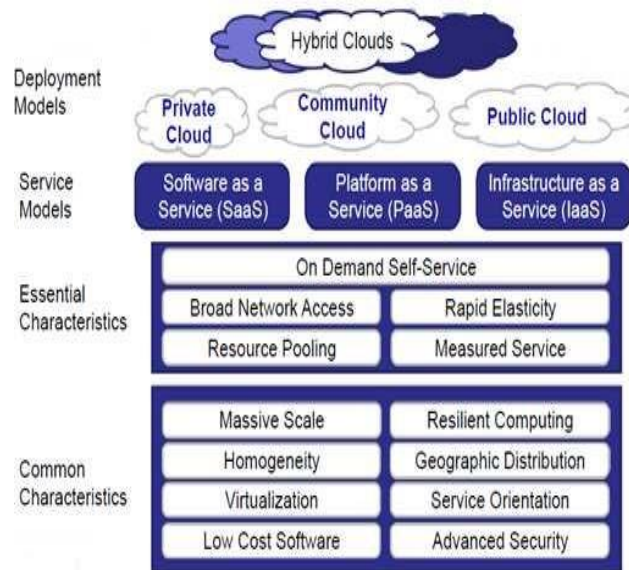 Hybrid Clouds
Deployment
Models
Private
Cloud
Community
Cloud
Public Cloud
Service
Models
Software as a
Service (SaaS)
Platform as a
Service (PaaS)
Infrastructure as a
Service (IaaS)
Essential
Characteristics
On Demand Self-Service
Broad Network Access
Rapid Elasticity
Resource Pooling
Measured Service
Common
Characteristics
Massive Scale
Resilient Computing
Homogeneity
Geographic Distribution
Virtualization
Service Orientation
Low Cost Software
Advanced Security